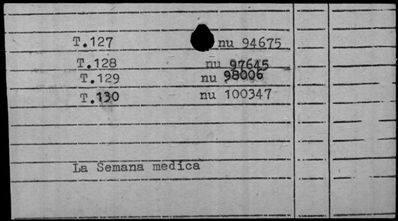 T.127 nu 94675
T.128 nu 97645
T.129 nu 98006
T.130 nu 100347
La Semana medica